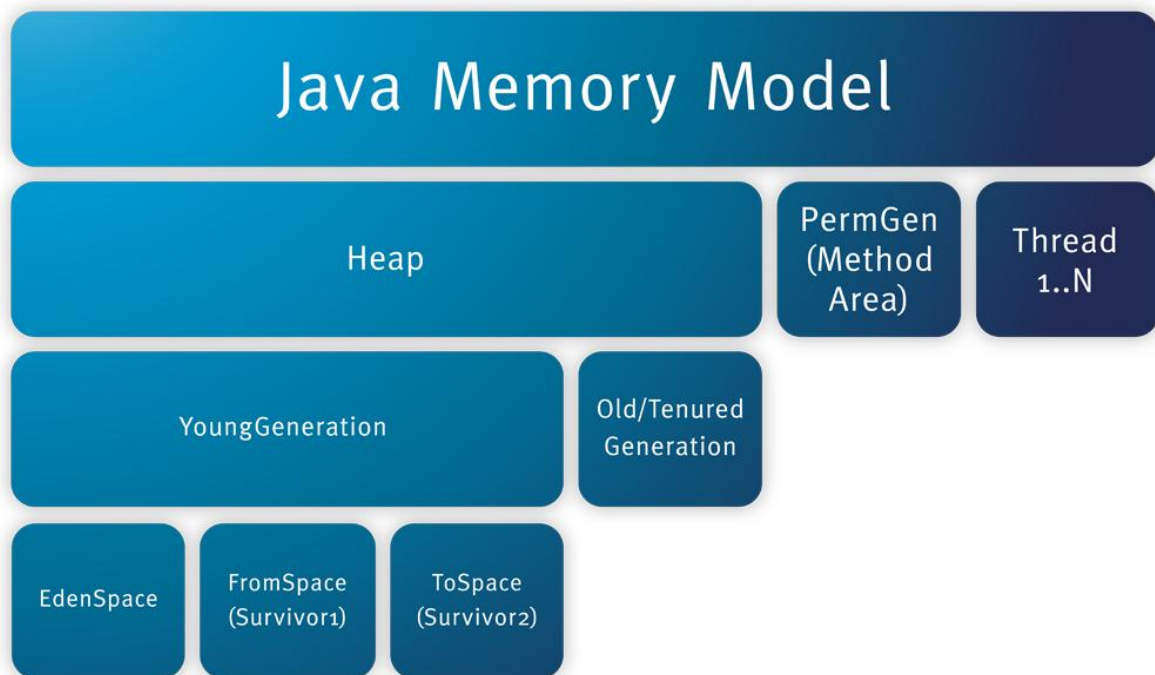 Java Memory Model
Heap
PermGen
(Method
Area)
Thread
1..N
YoungGeneration
Old/Tenured
Generation
EdenSpace
FromSpace
(Survivor1)
ToSpace
(Survivor2)